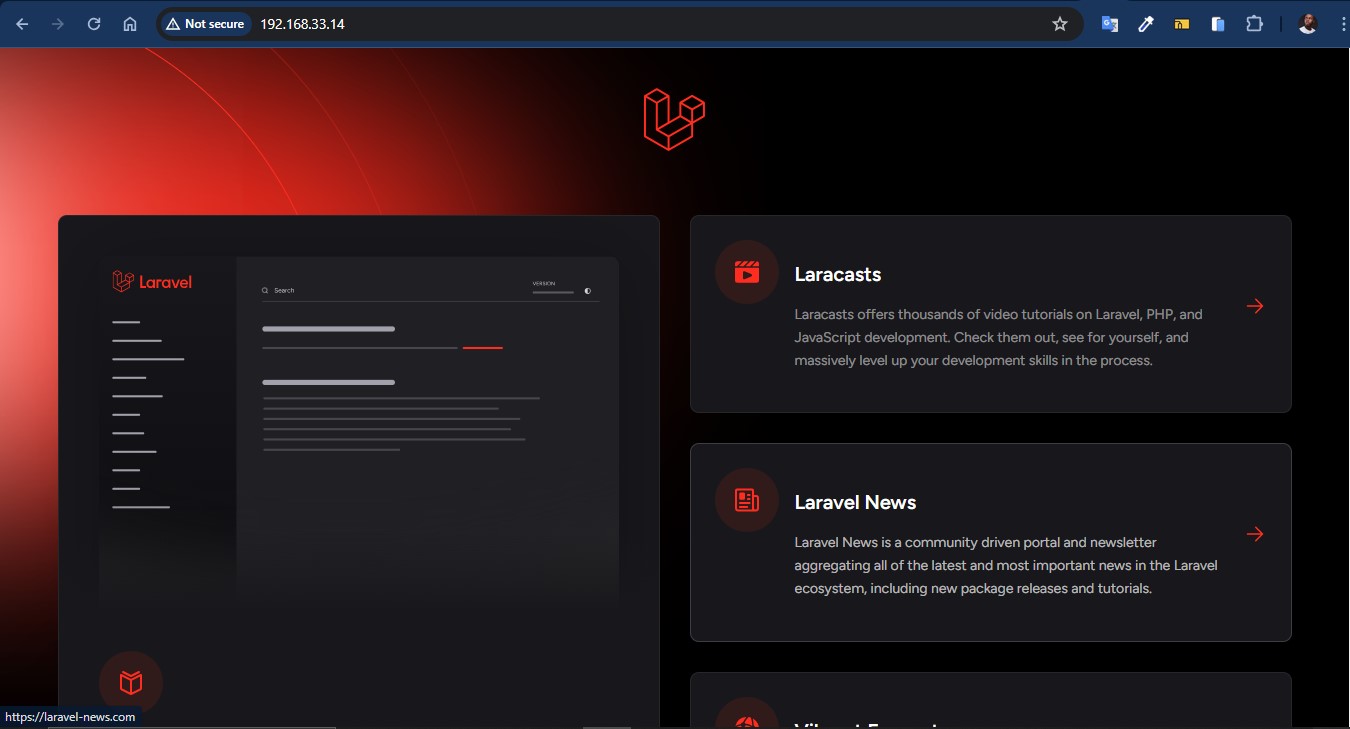 Not secure
192.168.33.14
Laravel
Search
VERSION
Laracasts
Laracasts offers thousands of video tutorials on Laravel, PHP, and
JavaScript development. Check them out, see for yourself, and
massively level up your development skills in the process.
Laravel News
Laravel News is a community driven portal and newsletter
aggregating all of the latest and most important news in the Laravel
ecosystem, including new package releases and tutorials.
https://laravel-news.com